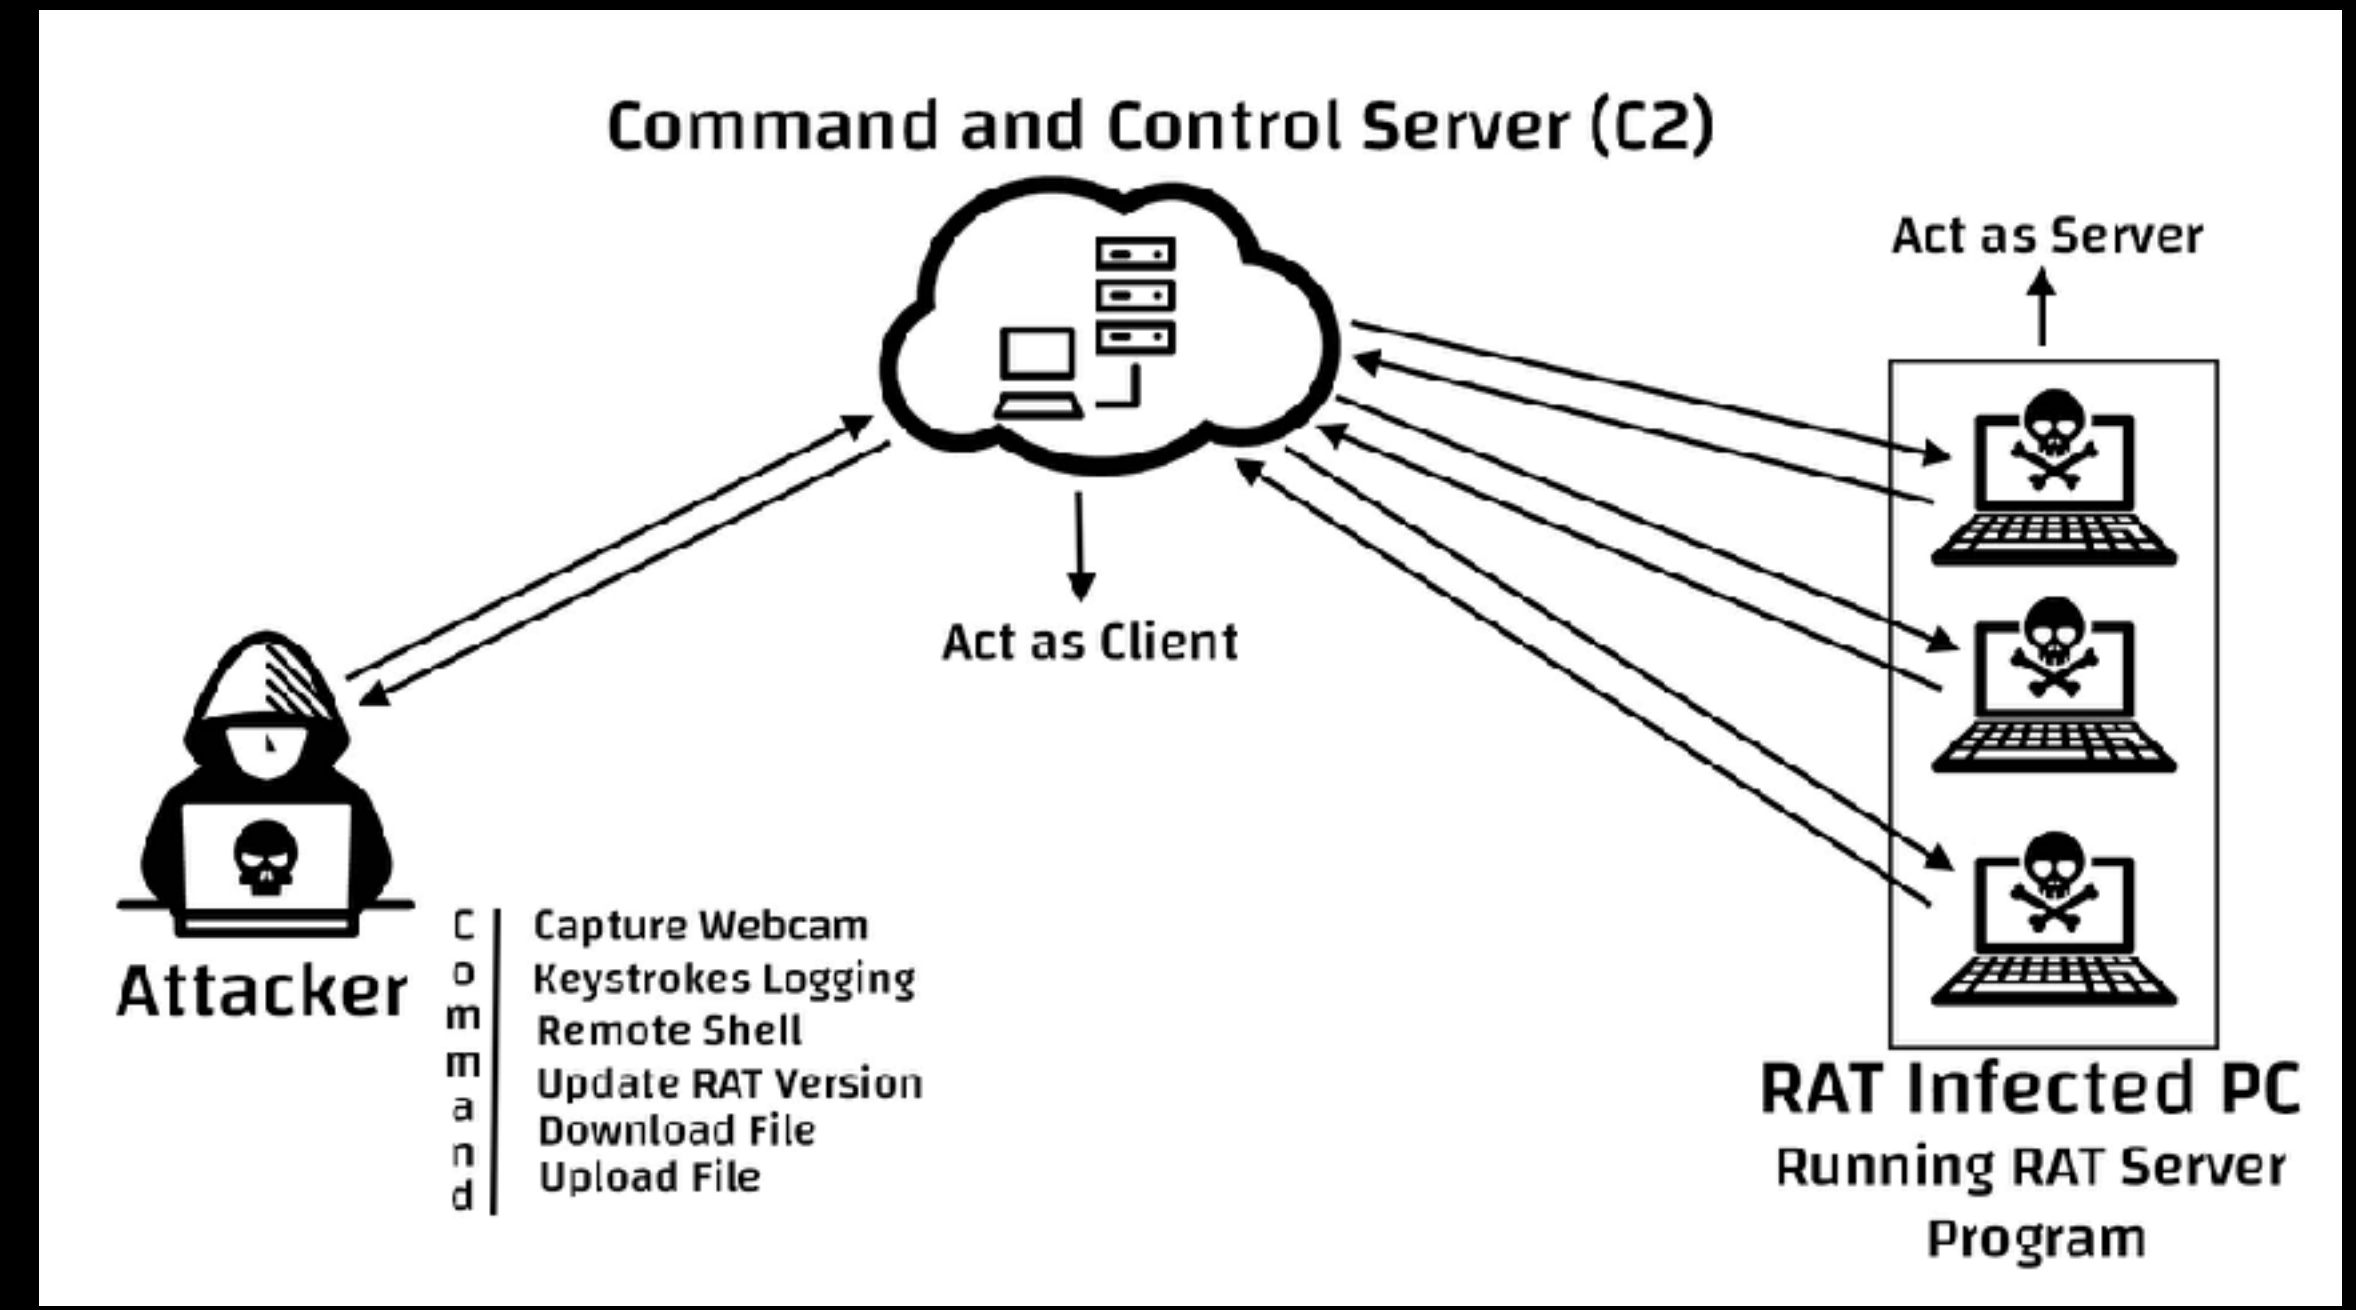 Command and Control Server (C2)
Act as Server
Act as Client
Attacker
Command
Capture Webcam
Keystrokes Logging
Remote Shell
Update RAT Version
Download File
Upload File
RAT Infected PC
Running RAT Server
Program